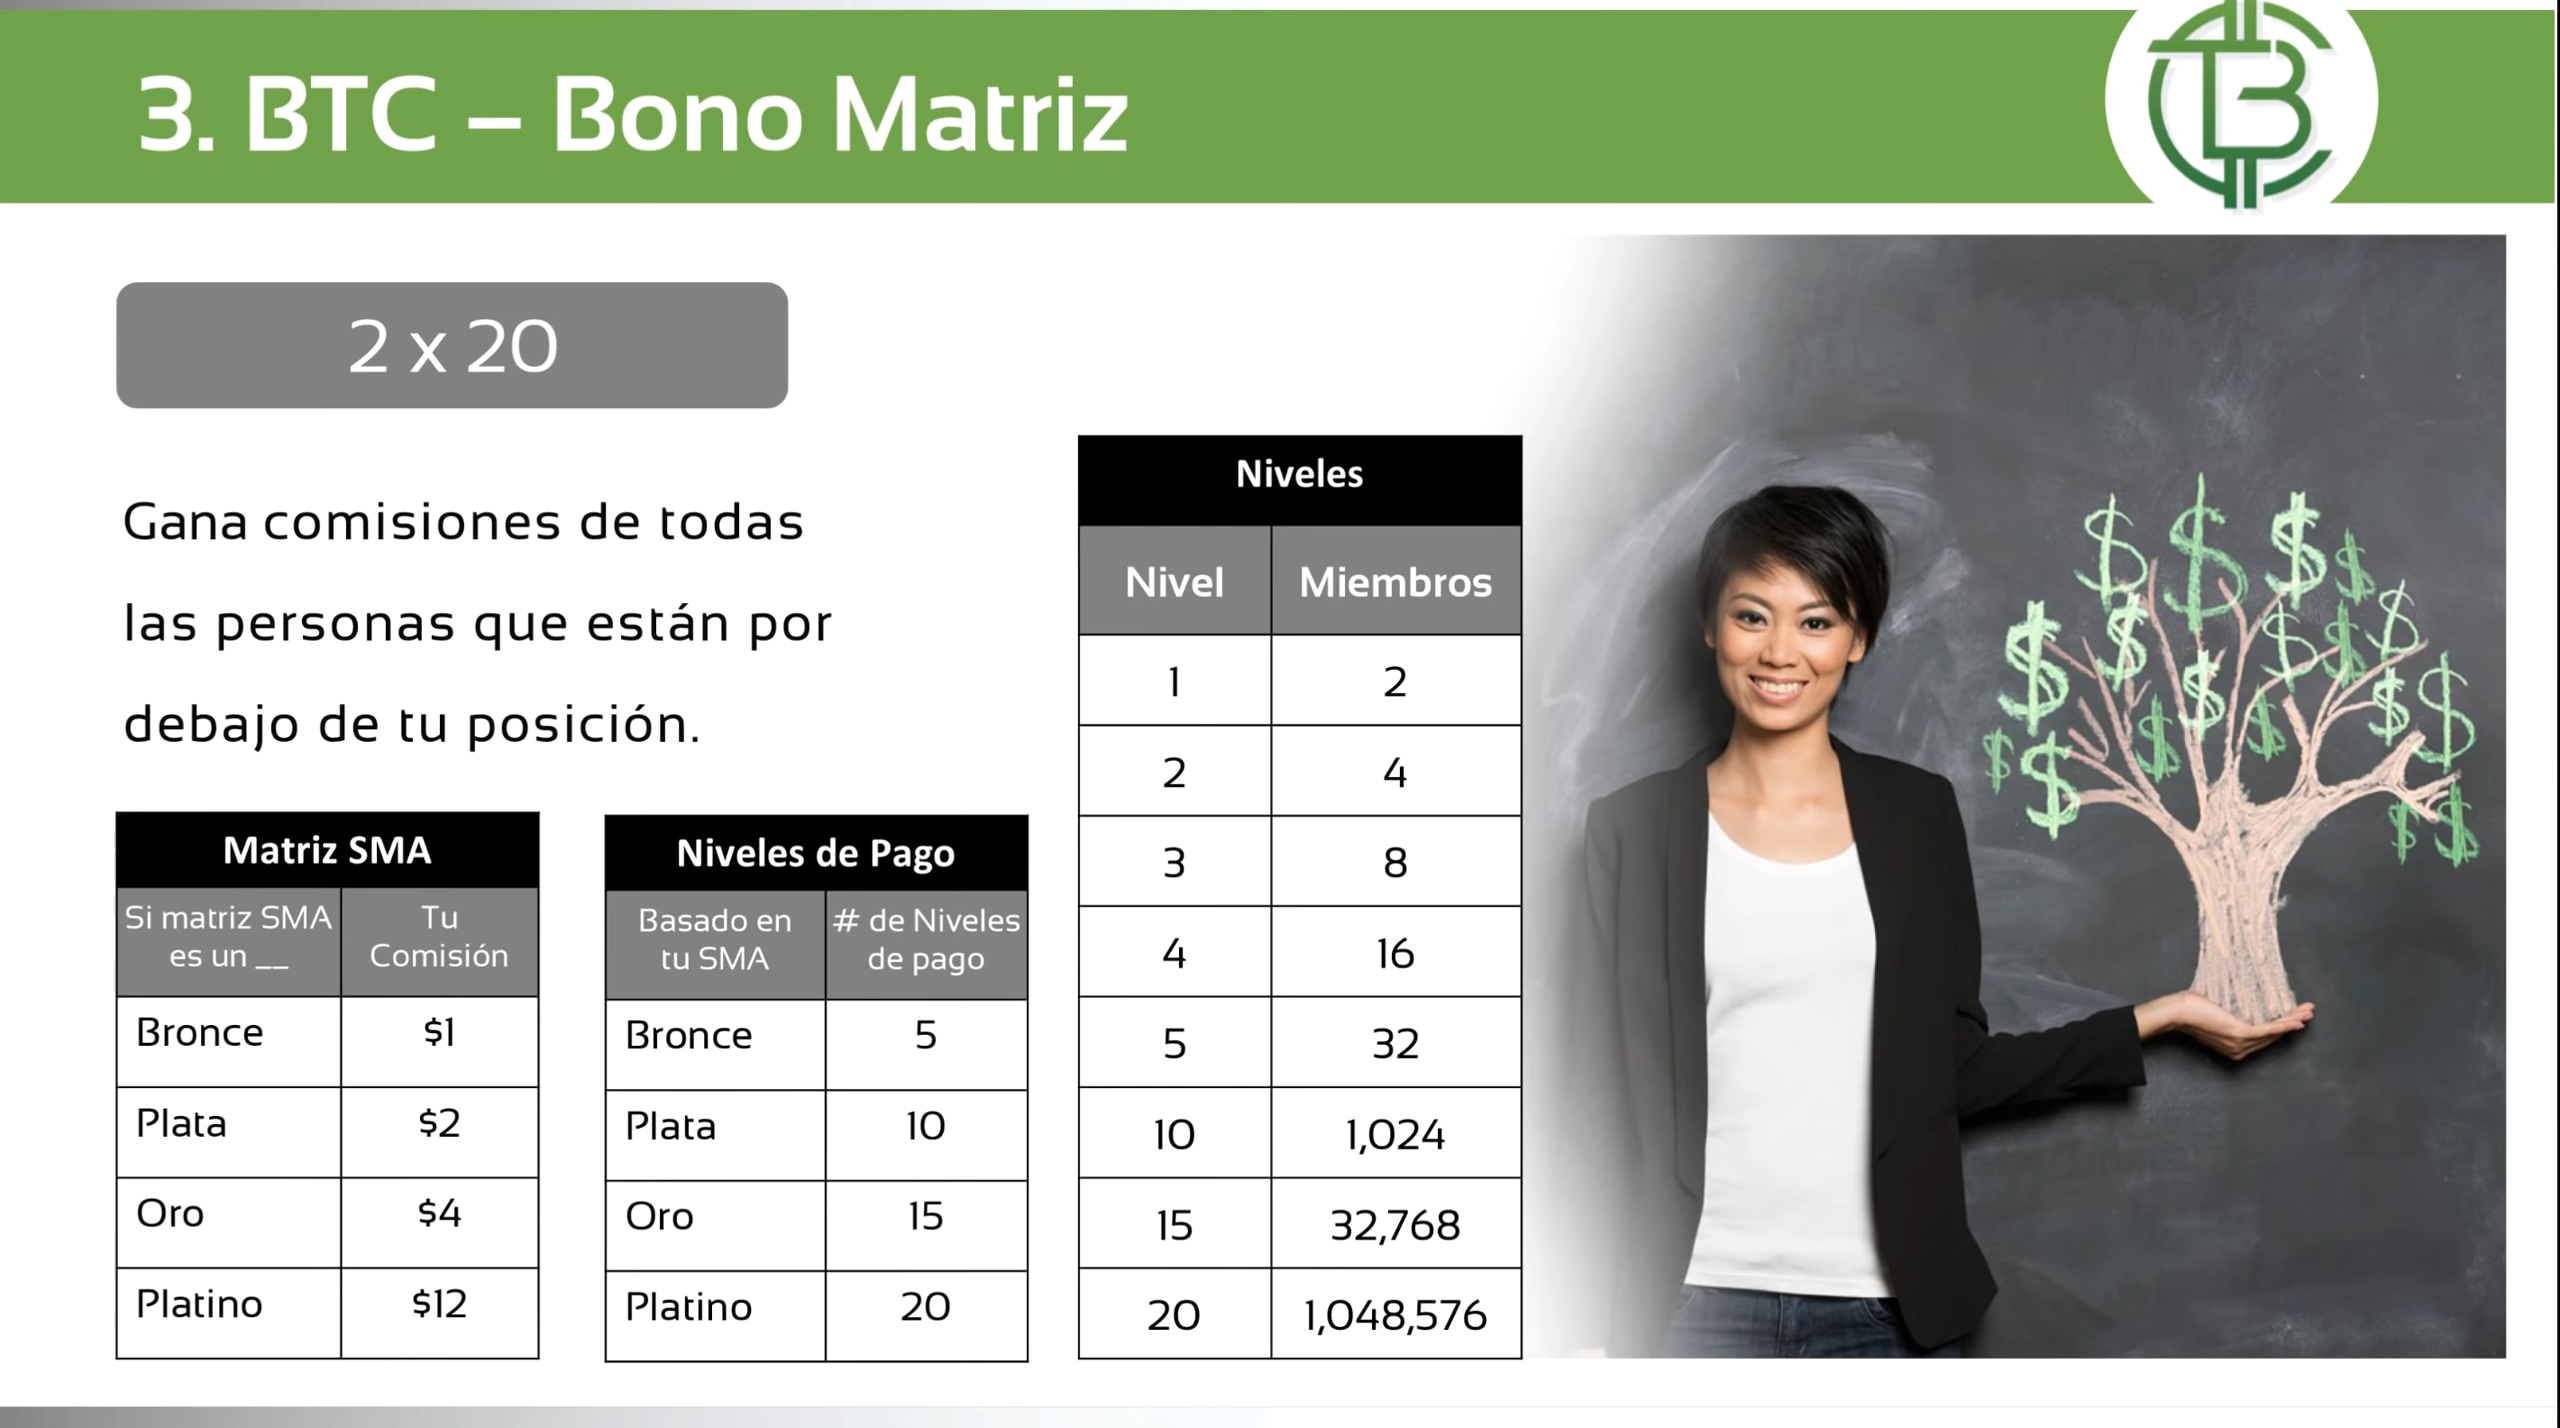 3. BTC – Bono Matriz
2 x 20
Gana comisiones de todas
las personas que están por
debajo de tu posición.
Matriz SMA
Si matriz SMA es un __ Tu Comisión
Bronce $1
Plata $2
Oro $4
Platino $12
Niveles de Pago
Basado en tu SMA # de Niveles de pago
Bronce 5
Plata 10
Oro 15
Platino 20
Niveles
Nivel Miembros
1 2
2 4
3 8
4 16
5 32
10 1,024
15 32,768
20 1,048,576